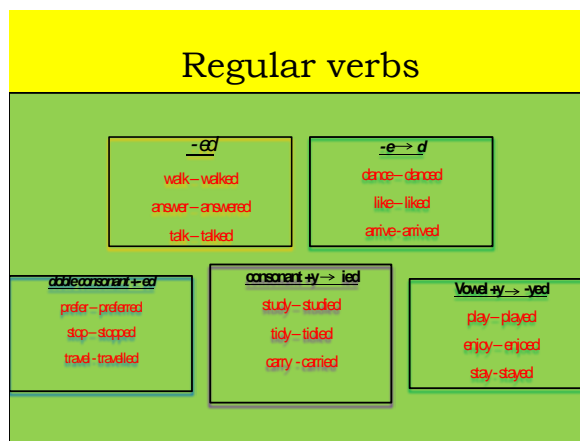 Regular verbs
-ed
walk – walked
answer – answered
talk – talked
-e→ d
dance – danced
like – liked
arrive - arrived
doble consonant + -ed
prefer – preferred
stop – stopped
travel - travelled
consonant +y→ ied
study – studied
tidy – tidied
carry - carried
Vowel +y→ -yed
play – played
enjoy – enjoced
stay - stayed